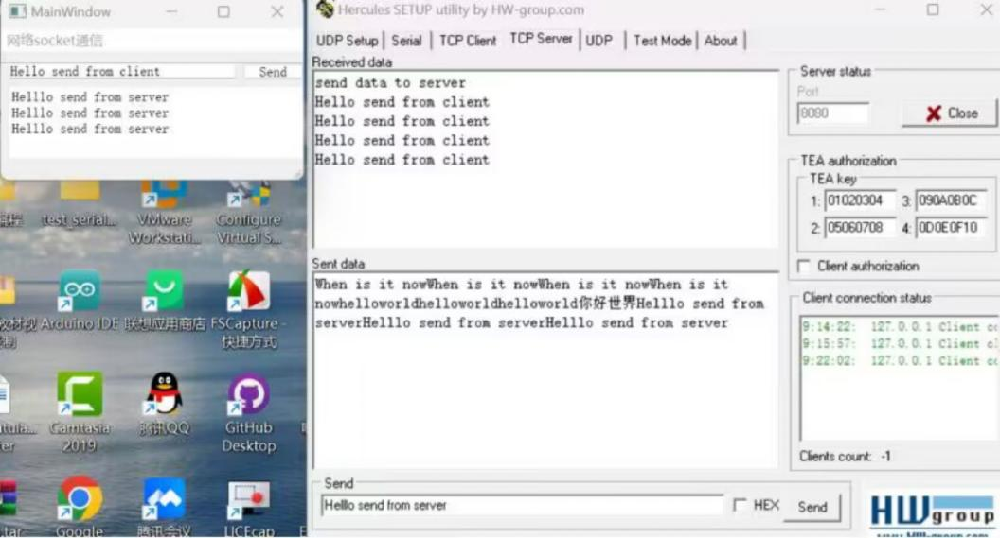 MainWindow
网络socket通信
Hello send from client
Send
Helllo send from server
Helllo send from server
Helllo send from server
test_serial...
VMware Workstati...
Configure Virtual S...
Arduino IDE
联想应用商店
FSCapture - 快捷方式
Camtasia 2019
腾讯QQ
GitHub Desktop
.tar
Google
腾讯会议
LICEcap
Hercules SETUP utility by HW-group.com
UDP Setup
Serial
TCP Client
TCP Server
UDP
Test Mode
About
Received data
send data to server
Hello send from client
Hello send from client
Hello send from client
Hello send from client
Sent data
When is it nowWhen is it nowWhen is it nowWhen is it
nowhelloworldhelloworldhelloworld你好世界Helllo send from
serverHelllo send from serverHelllo send from server
Send
Helllo send from server
HEX
Send
Server status
Port
8080
Close
TEA authorization
TEA key
1: 01020304 3: 090A0B0C
2: 05060708 4: 0D0E0F10
Client authorization
Client connection status
9:14:22: 127.0.0.1 Client co
9:15:57: 127.0.0.1 Client cl
9:22:02: 127.0.0.1 Client co
Clients count: -1
HW group
www.HW-group.com